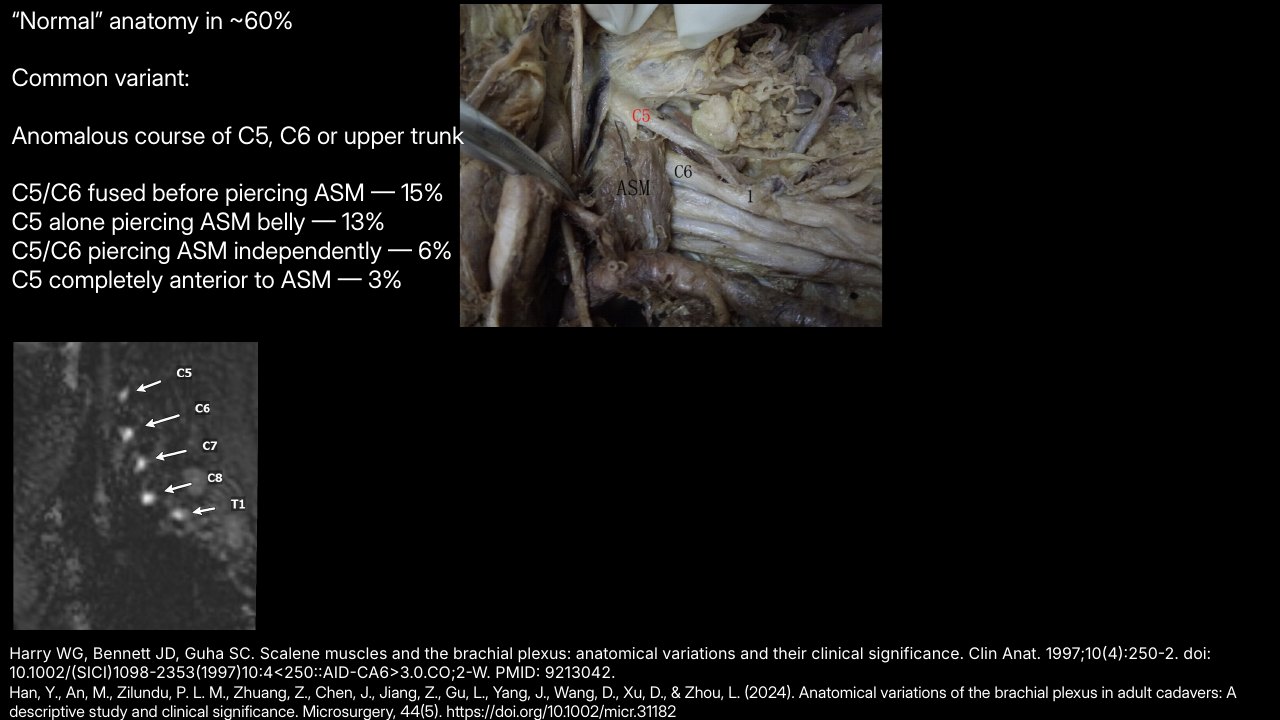 “Normal” anatomy in ~60%
Common variant:
Anomalous course of C5, C6 or upper trunk
C5/C6 fused before piercing ASM — 15%
C5 alone piercing ASM belly — 13%
C5/C6 piercing ASM independently — 6%
C5 completely anterior to ASM — 3%
C5
C6
ASM
1
C5
C6
C7
C8
T1
Harry WG, Bennett JD, Guha SC. Scalene muscles and the brachial plexus: anatomical variations and their clinical significance. Clin Anat. 1997;10(4):250-2. doi:
10.1002/(SICI)1098-2353(1997)10:4<250::AID-CA6>3.0.CO;2-W. PMID: 9213042.
Han, Y., An, M., Zilundu, P. L. M., Zhuang, Z., Chen, J., Jiang, Z., Gu, L., Yang, J., Wang, D., Xu, D., & Zhou, L. (2024). Anatomical variations of the brachial plexus in adult cadavers: A
descriptive study and clinical significance. Microsurgery, 44(5). https://doi.org/10.1002/micr.31182